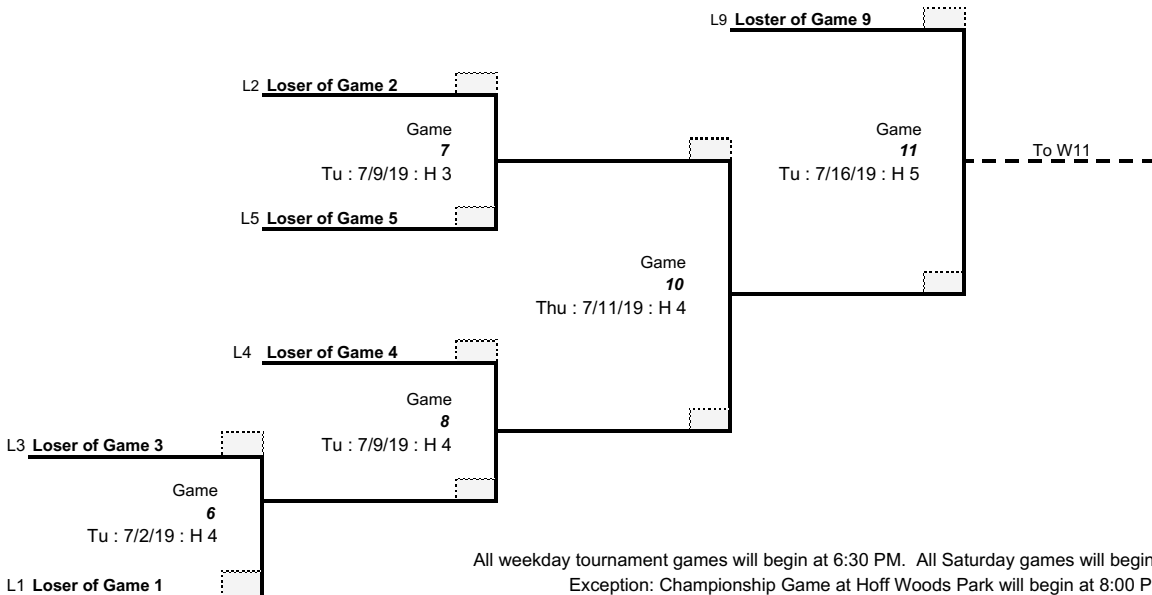 L9 Loster of Game 9
L2 Loser of Game 2
Game
7
Tu : 7/9/19 : H 3
Game
11
Tu : 7/16/19 : H 5
To W11
L5 Loser of Game 5
Game
10
Thu : 7/11/19 : H 4
L4 Loser of Game 4
Game
8
Tu : 7/9/19 : H 4
L3 Loser of Game 3
Game
6
Tu : 7/2/19 : H 4
All weekday tournament games will begin at 6:30 PM. All Saturday games will begin
L1 Loser of Game 1
Exception: Championship Game at Hoff Woods Park will begin at 8:00 P